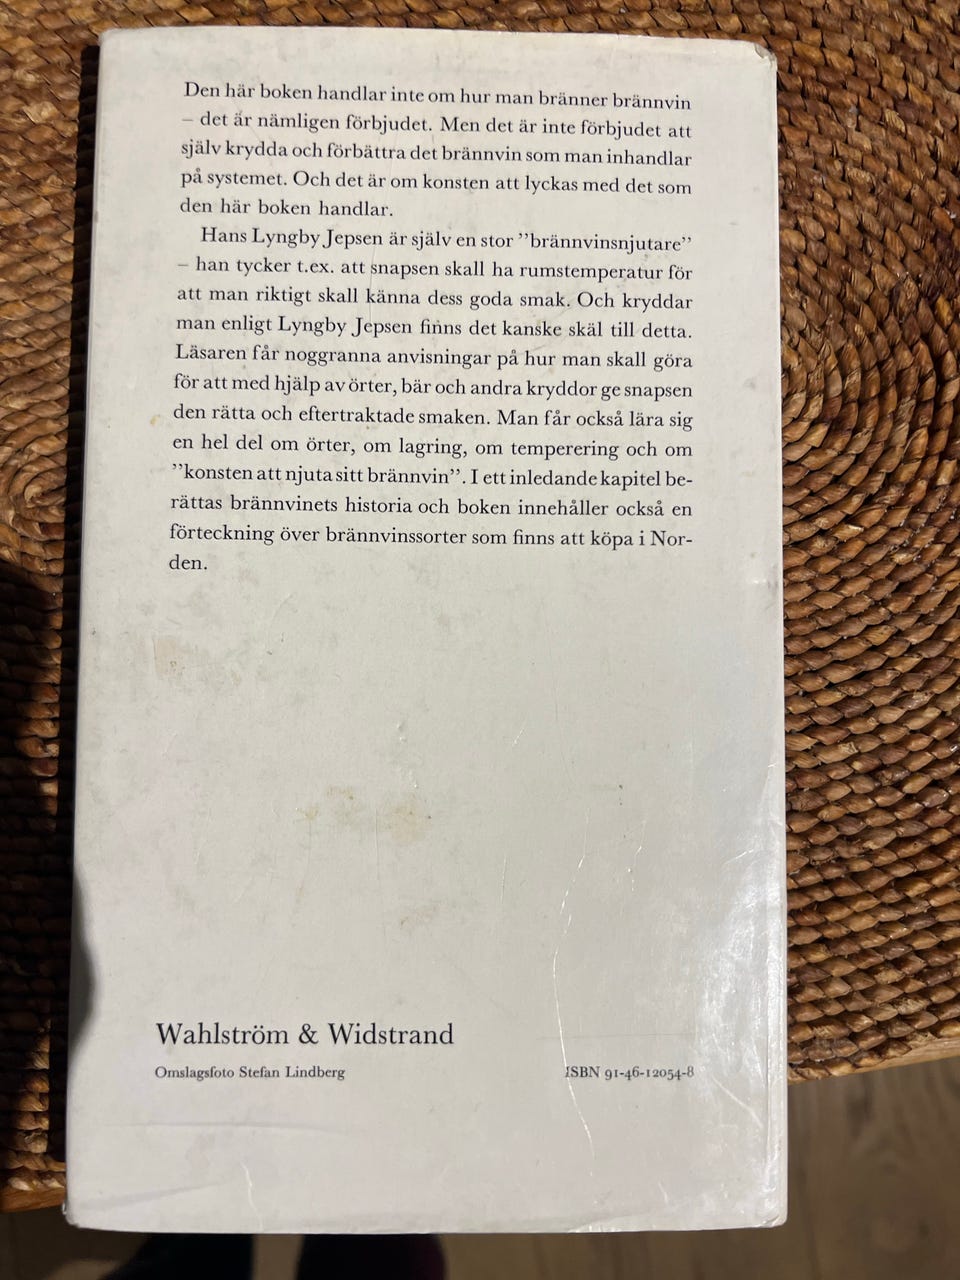 Den här boken handlar inte om hur man bränner brännvin
– det är nämligen förbjudet. Men det är inte förbjudet att
själv krydda och förbättra det brännvin som man inhandlar
på systemet. Och det är om konsten att lyckas med det som
den här boken handlar.
Hans Lyngby Jepsen är själv en stor ”brännvinsnjutare”
– han tycker t.ex. att snapsen skall ha rumstemperatur för
att man riktigt skall känna dess goda smak. Och kryddar
man enligt Lyngby Jepsen finns det kanske skäl till detta.
Läsaren får noggranna anvisningar på hur man skall göra
för att med hjälp av örter, bär och andra kryddor ge snapsen
den rätta och eftertraktade smaken. Man får också lära sig
en hel del om örter, om lagring, om temperering och om
”konsten att njuta sitt brännvin”. I ett inledande kapitel be-
rättas brännvinets historia och boken innehåller också en
förteckning över brännvinssorter som finns att köpa i Nor-
den.
Wahlström & Widstrand
Omslagsfoto Stefan Lindberg
ISBN 91-46-12054-8